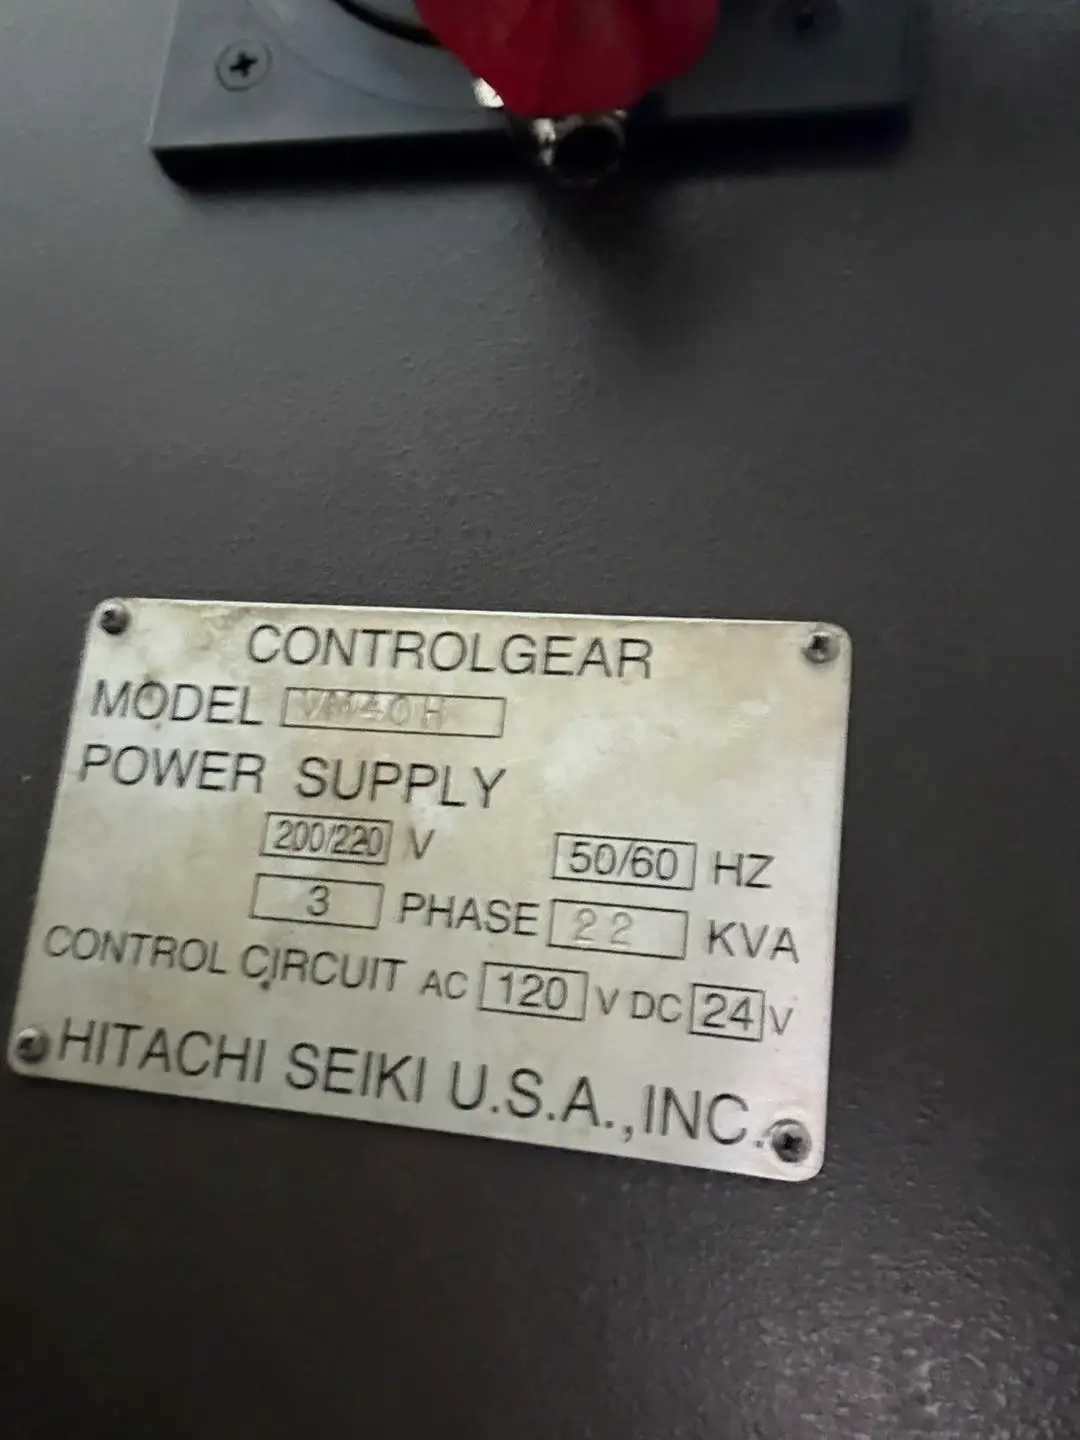 CONTROLGEAR
MODEL VM40H
POWER SUPPLY
200/220 V 50/60 HZ
3 PHASE 22 KVA
CONTROL CIRCUIT AC 120 V DC 24 V
HITACHI SEIKI U.S.A., INC.